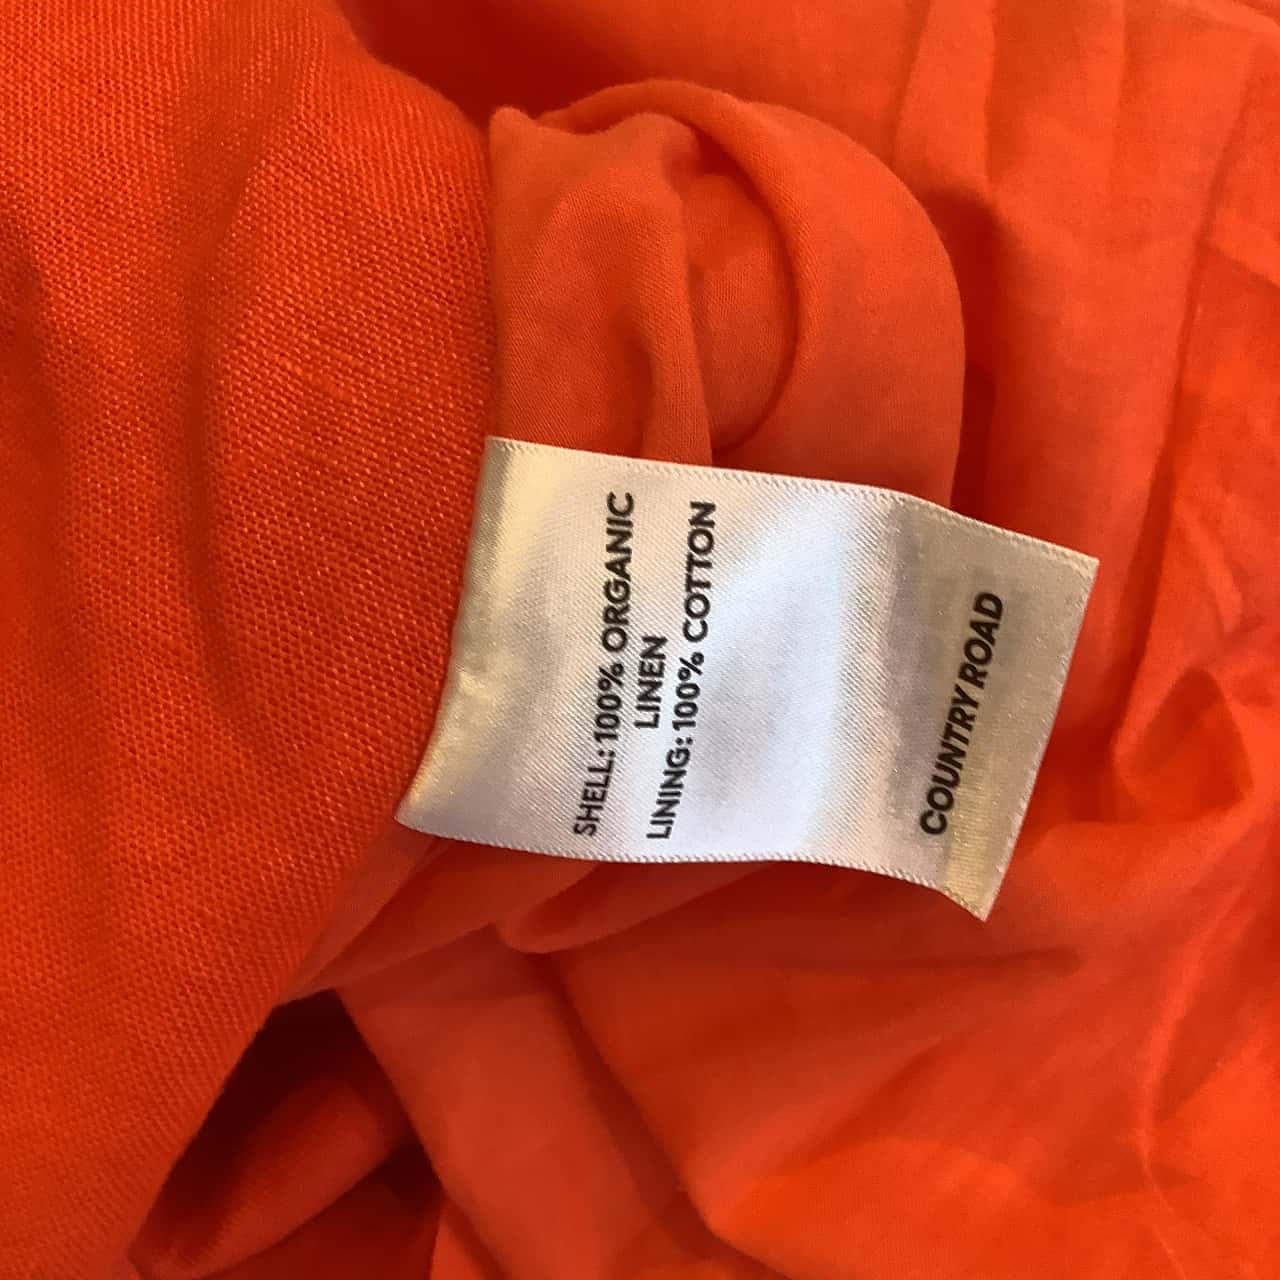 SHELL: 100% ORGANIC
LINEN
LINING: 100% COTTON
COUNTRY ROAD